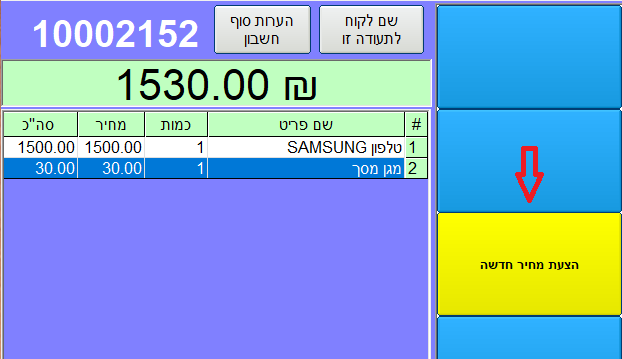 שם לקוח
לתעודה זו
הערות סוף
חשבון
10002152
1530.00 ₪
# שם פריט כמות מחיר סה"כ
1 טלפון SAMSUNG 1 1500.00 1500.00
2 מגן מסך 1 30.00 30.00
הצעת מחיר חדשה